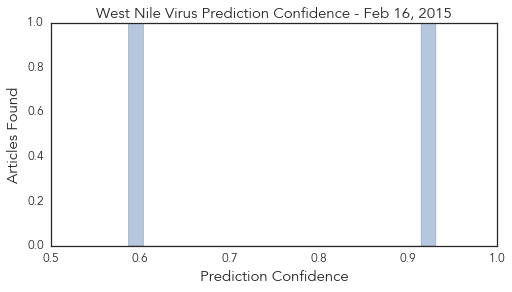 West Nile Virus Prediction Confidence - Feb 16, 2015
1.0
0.8
0.6
0.4
0.2
0.0
Articles Found
0.5 0.6 0.7 0.8 0.9 1.0
Prediction Confidence